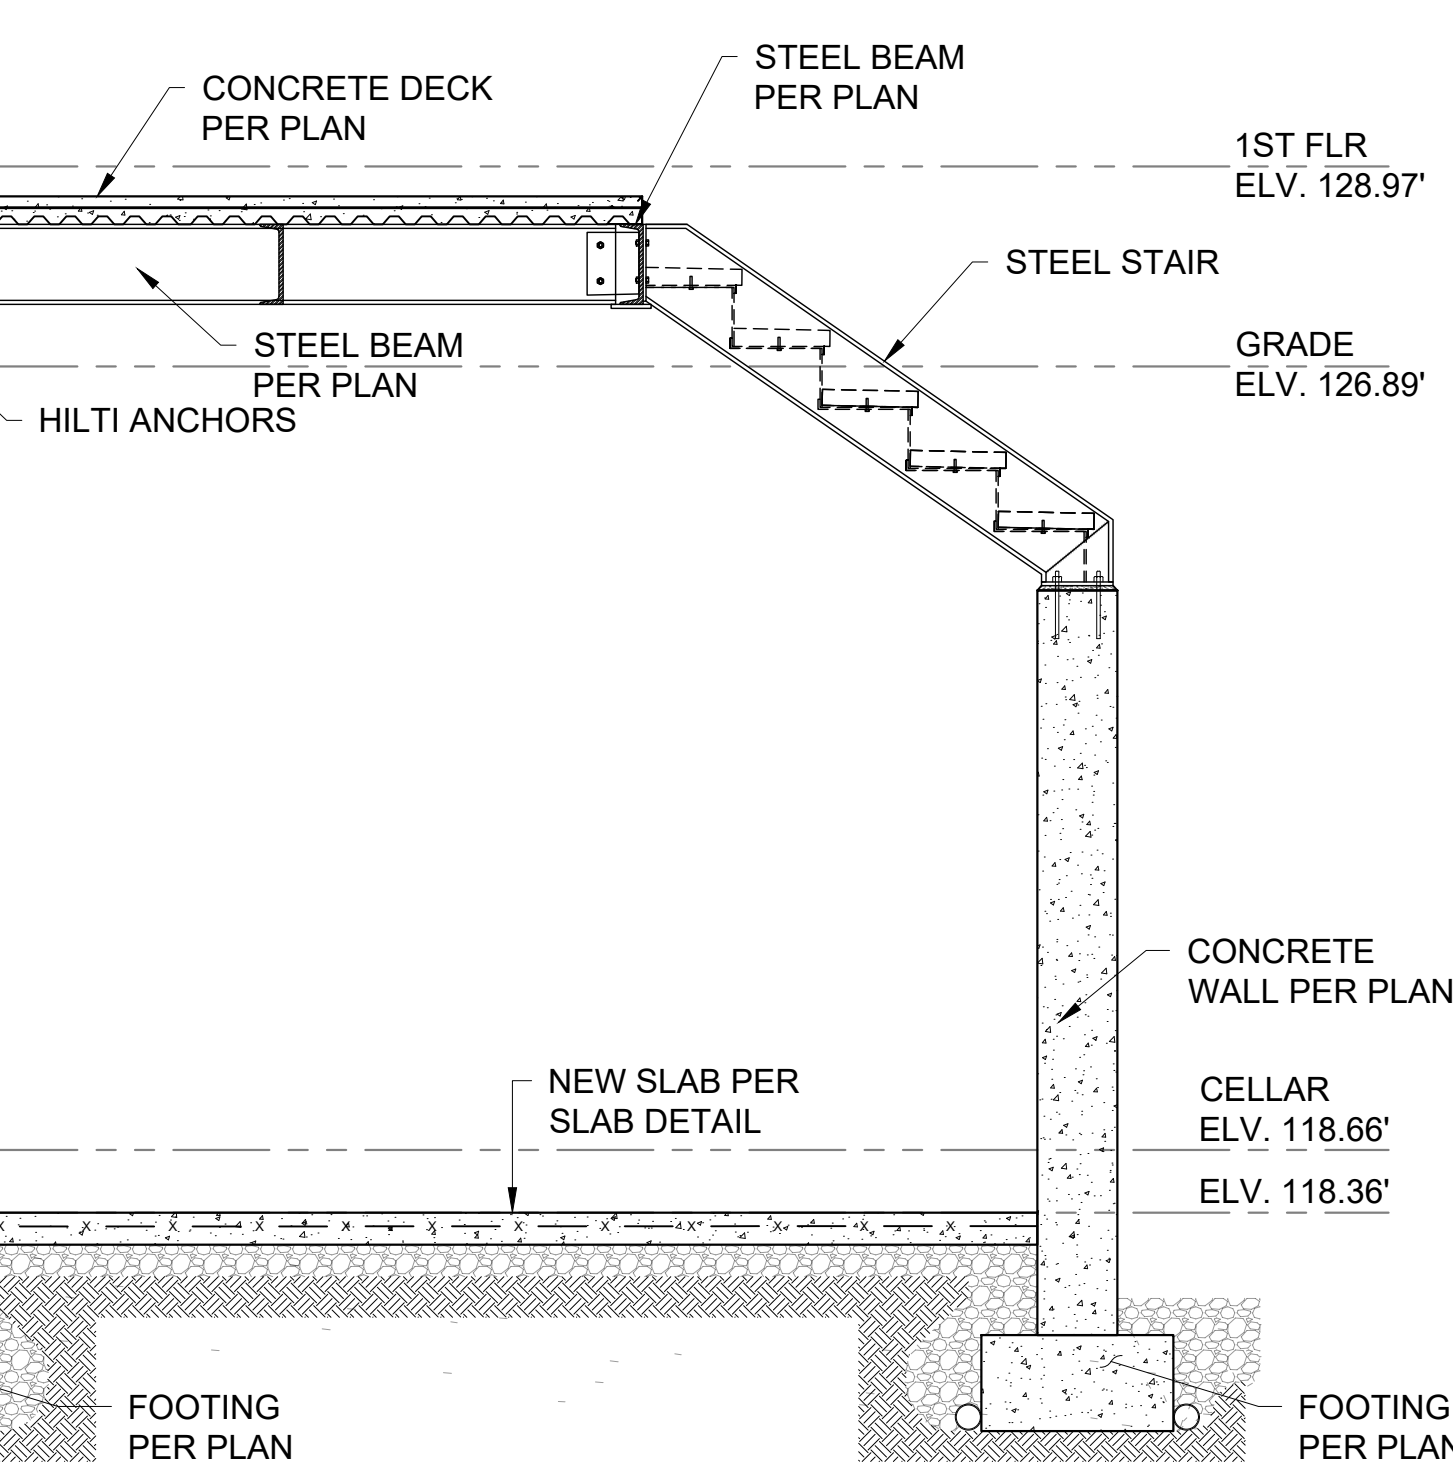 STEEL BEAM
PER PLAN
CONCRETE DECK
PER PLAN
1ST FLR
ELV. 128.97'
STEEL STAIR
STEEL BEAM
PER PLAN
GRADE
ELV. 126.89'
HILTI ANCHORS
CONCRETE
WALL PER PLAN
NEW SLAB PER
SLAB DETAIL
CELLAR
ELV. 118.66'
ELV. 118.36'
X X X X X X X X X X X X
FOOTING
PER PLAN
FOOTING
PER PLAN